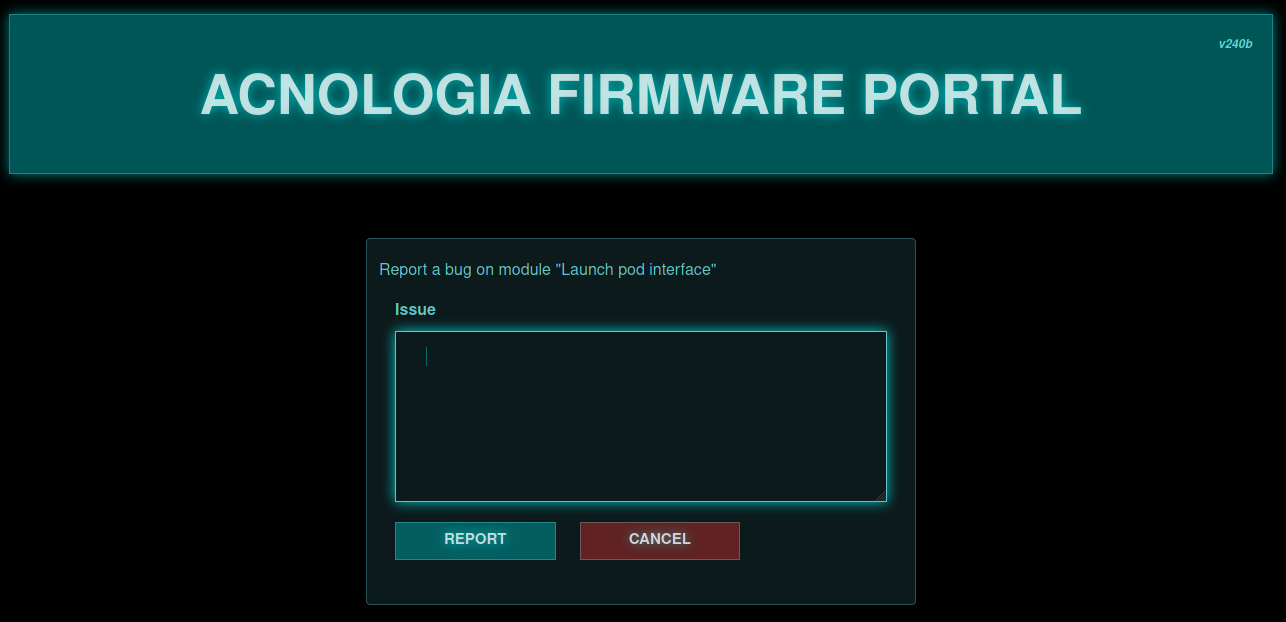 v240b
ACNOLOGIA FIRMWARE PORTAL
Report a bug on module "Launch pod interface"
Issue
REPORT
CANCEL